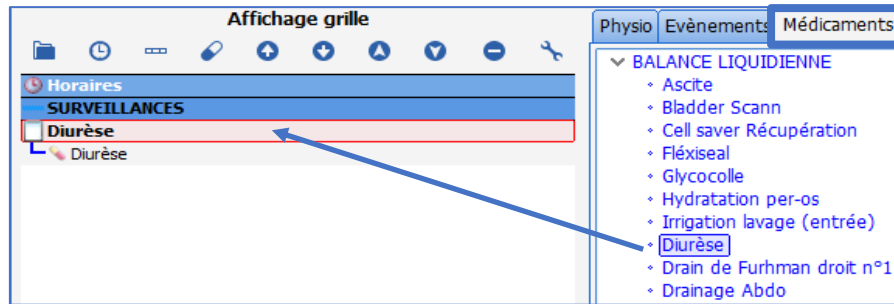 Affichage grille
Horaires
SURVEILLANCES
Diurèse
Diurèse
Physio Evènements Médicaments
BALANCE LIQUIDIENNE
Ascite
Bladder Scann
Cell saver Récupération
Fléxiseal
Glycocolle
Hydratation per-os
Irrigation lavage (entrée)
Diurèse
Drain de Furhman droit n°1
Drainage Abdo